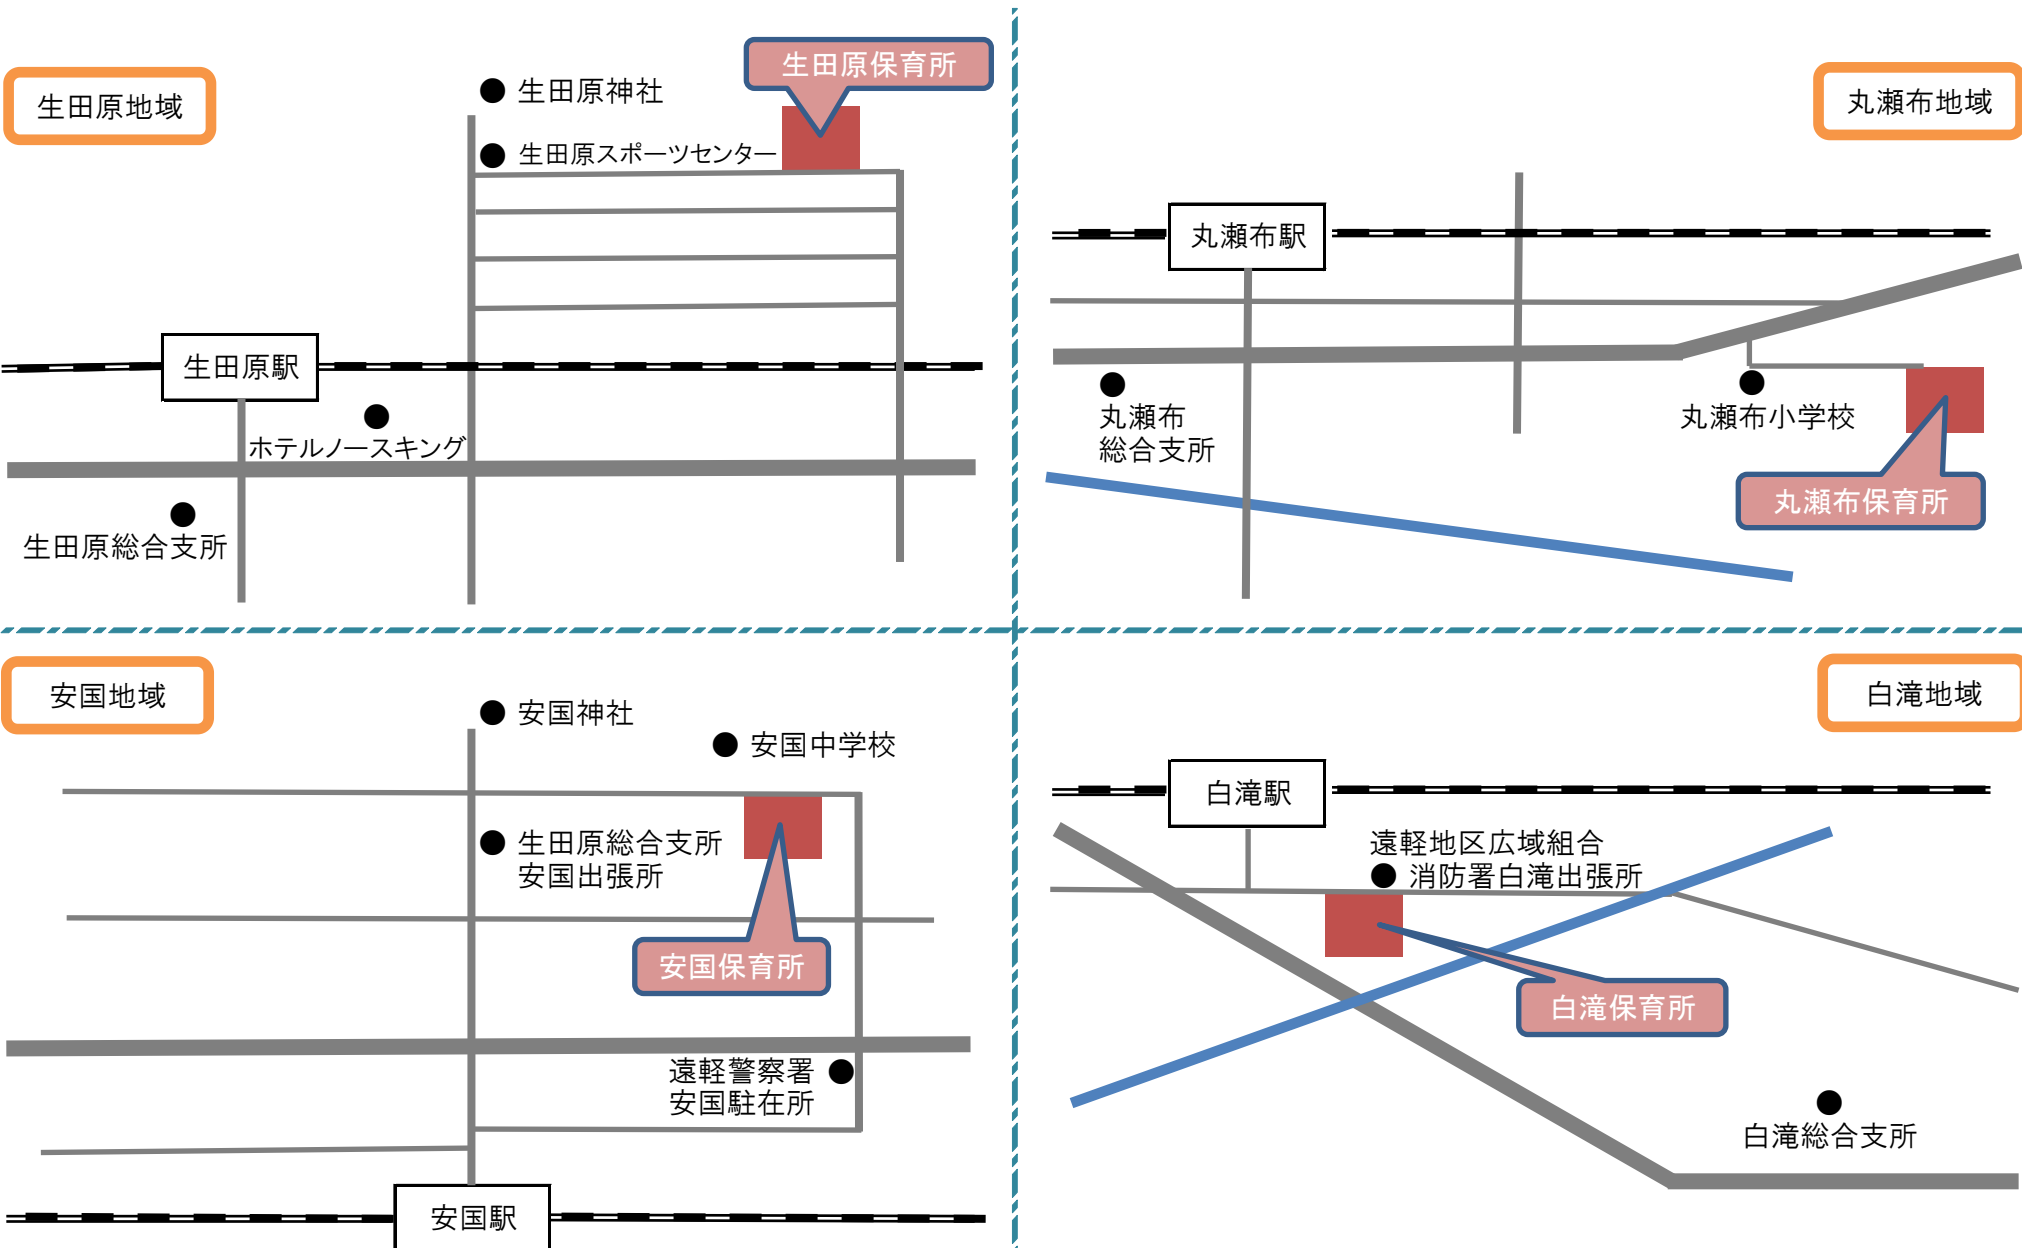 生田原地域
生田原神社
生田原保育所
生田原スポーツセンター
生田原駅
ホテルノースキング
生田原総合支所
丸瀬布地域
丸瀬布駅
丸瀬布
総合支所
丸瀬布小学校
丸瀬布保育所
安国地域
安国神社
安国中学校
生田原総合支所
安国出張所
安国保育所
遠軽警察署
安国駐在所
安国駅
白滝地域
白滝駅
遠軽地区広域組合
消防署白滝出張所
白滝保育所
白滝総合支所